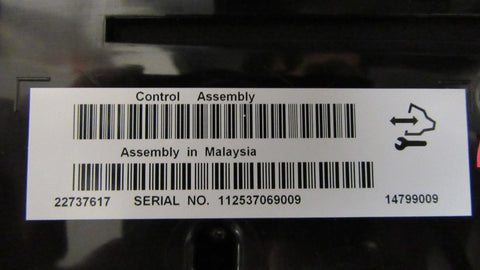 Control Assembly
Assembly in Malaysia
22737617 SERIAL NO. 112537069009 14799009